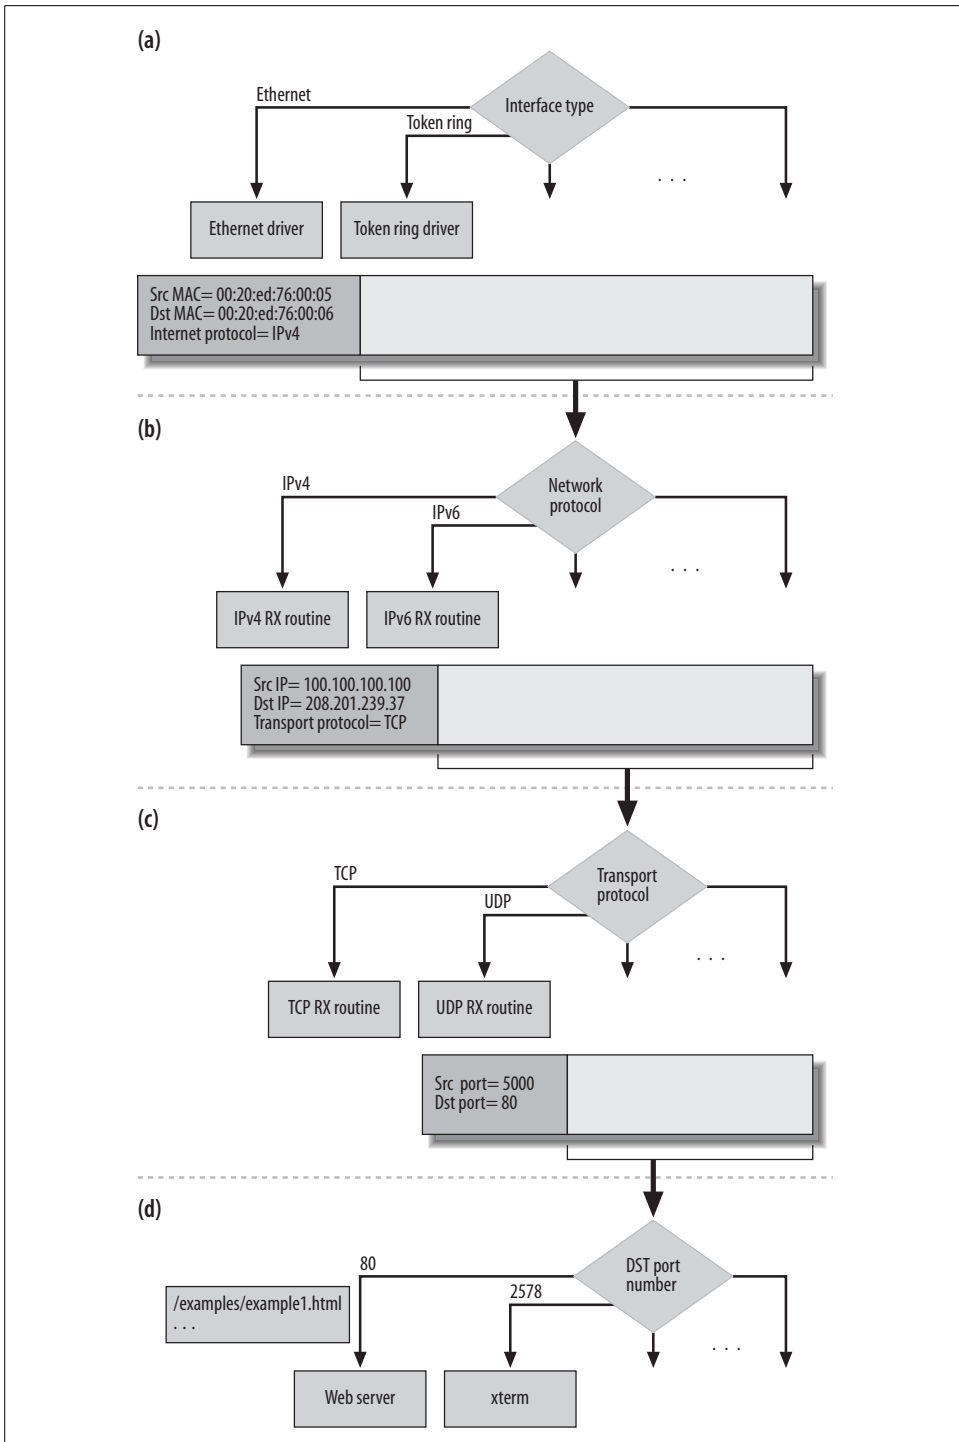 (a)
Interface type
Ethernet
Token ring
. . .
Ethernet driver
Token ring driver
Src MAC= 00:20:ed:76:00:05
Dst MAC= 00:20:ed:76:00:06
Internet protocol= IPv4
(b)
Network
protocol
IPv4
IPv6
. . .
IPv4 RX routine
IPv6 RX routine
Src IP= 100.100.100.100
Dst IP= 208.201.239.37
Transport protocol= TCP
(c)
Transport
protocol
TCP
UDP
. . .
TCP RX routine
UDP RX routine
Src  port= 5000
Dst port= 80
(d)
DST port
number
80
2578
/examples/example1.html
. . .
. . .
Web server
xterm